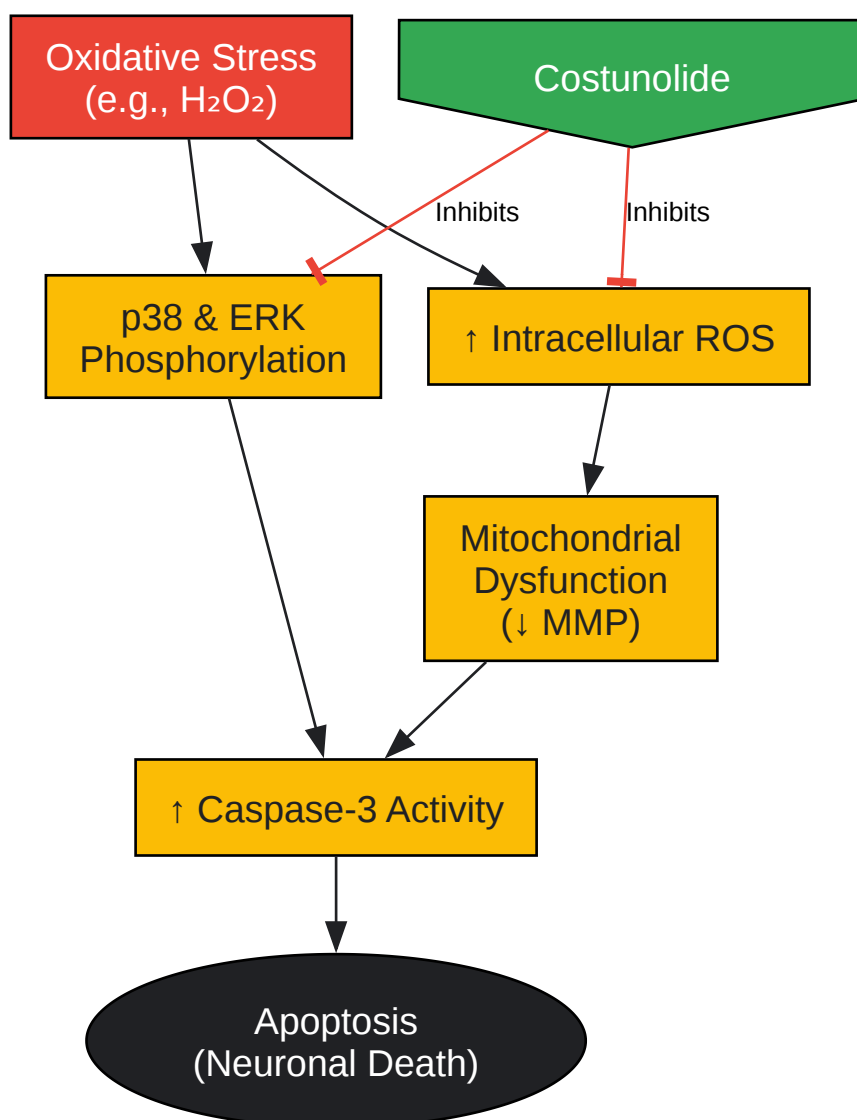 Oxidative Stress
(e.g., H₂O₂)
Costunolide
Inhibits
Inhibits
p38 & ERK
Phosphorylation
↑ Intracellular ROS
Mitochondrial
Dysfunction
(↓ MMP)
↑ Caspase-3 Activity
Apoptosis
(Neuronal Death)